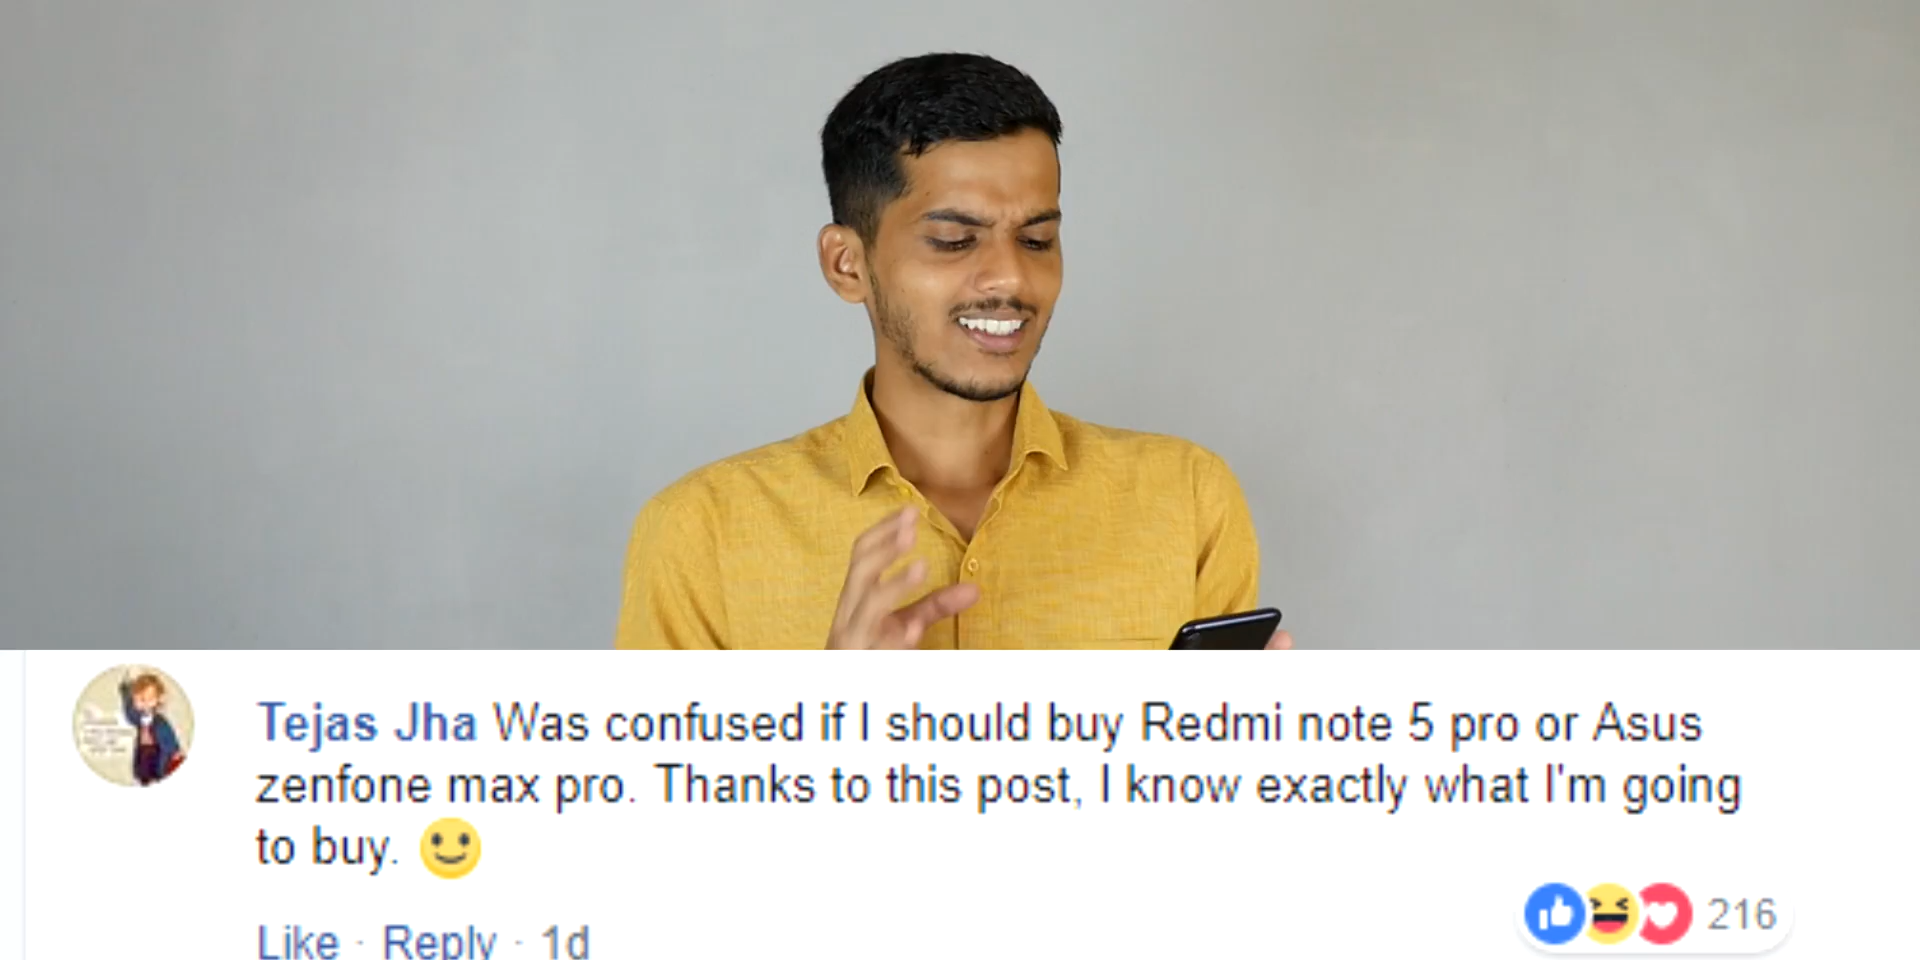 Tejas Jha Was confused if I should buy Redmi note 5 pro or Asus
zenfone max pro. Thanks to this post, I know exactly what I'm going
to buy. 🙂
216
Like · Reply · 1d